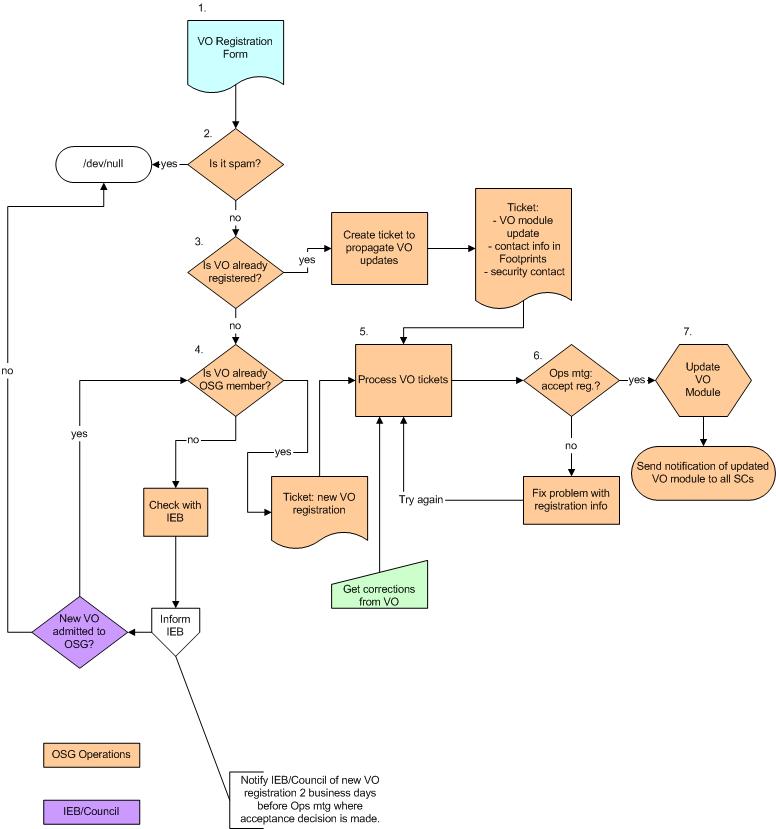 1.
VO Registration
Form
2.
Is it spam?
yes
/dev/null
no
3.
Is VO already
registered?
yes
Create ticket to
propagate VO
updates
Ticket:
- VO module
update
- contact info in
Footprints
- security contact
no
4.
Is VO already
OSG member?
5.
Process VO tickets
6.
Ops mtg:
accept reg.?
yes
7.
Update
VO
Module
no
yes
no
yes
no
Send notification of updated
VO module to all SCs
Check with
IEB
Ticket: new VO
registration
Try again
Fix problem with
registration info
Get corrections
from VO
New VO
admitted to
OSG?
Inform
IEB
OSG Operations
IEB/Council
Notify IEB/Council of new VO
registration 2 business days
before Ops mtg where
acceptance decision is made.